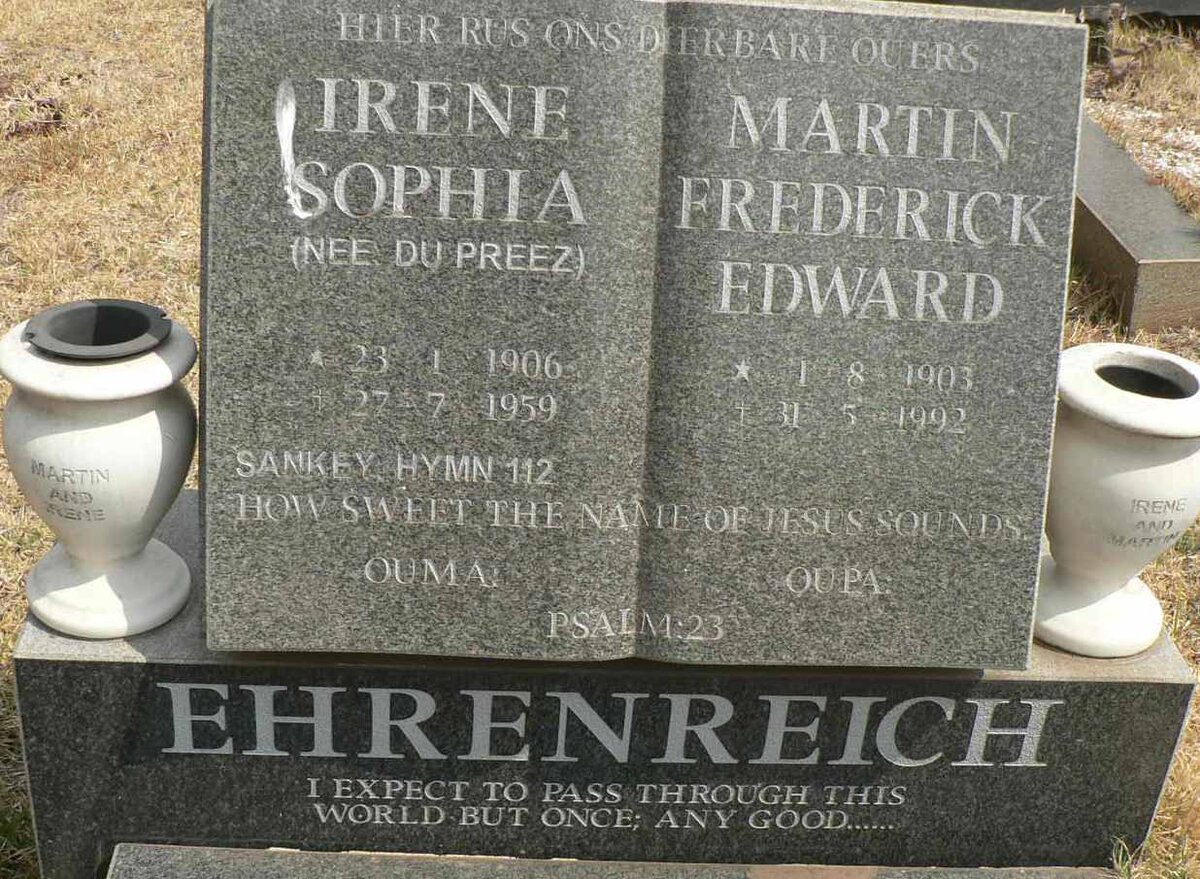 HIER RUS ONS DIERBARE OUERS
IRENE
SOPHIA
(NEE DU PREEZ)
★ 23 1 1906
† 27-7 1959
MARTIN
FREDERICK
EDWARD
★ 1 8 1903
† 31 5 1992
SANKEY. HYMN 112
HOW SWEET THE NAME OF JESUS SOUNDS
OUMA.
OUPA.
PSALM:23
EHRENREICH
I EXPECT TO PASS THROUGH THIS
WORLD BUT ONCE; ANY GOOD......
MARTIN
AND
IRENE
IRENE
AND
MARTIN